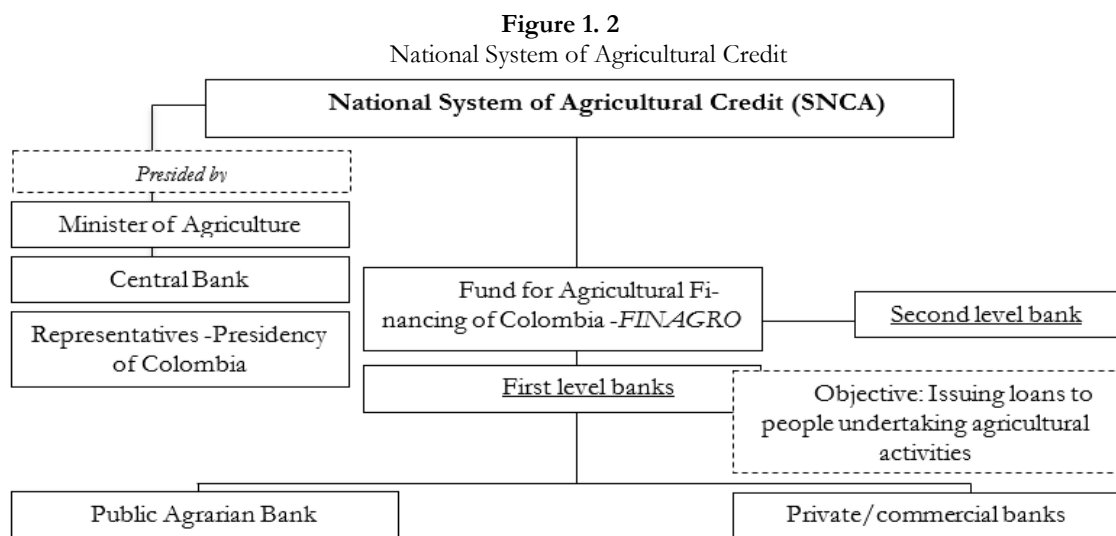 Figure 1. 2
National System of Agricultural Credit
National System of Agricultural Credit (SNCA)
Presided by
Minister of Agriculture
Central Bank
Representatives -Presidency
of Colombia
Fund for Agricultural Fi-
nancing of Colombia -FINAGRO
Second level bank
First level banks
Objective: Issuing loans to
people undertaking agricultural
activities
Public Agrarian Bank
Private/commercial banks